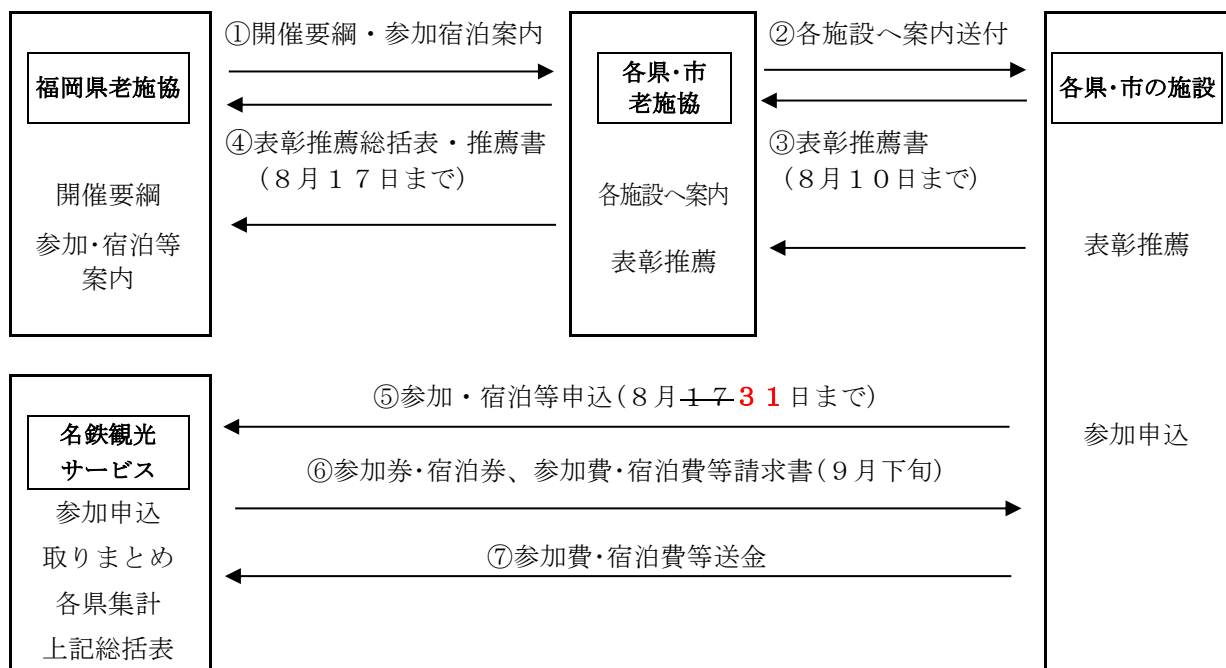 ①開催要綱・参加宿泊案内
②各施設へ案内送付
福岡県老施協
各県・市
老施協
各県・市の施設
④表彰推薦総括表・推薦書
(8月17日まで)
③表彰推薦書
(8月10日まで)
開催要綱
参加・宿泊等
案内
各施設へ案内
表彰推薦
表彰推薦
⑤参加・宿泊等申込(8月1731日まで)
名鉄観光
サービス
参加申込
⑥参加券・宿泊券、参加費・宿泊費等請求書(9月下旬)
参加申込
取りまとめ
⑦参加費・宿泊費等送金
各県集計
上記総括表